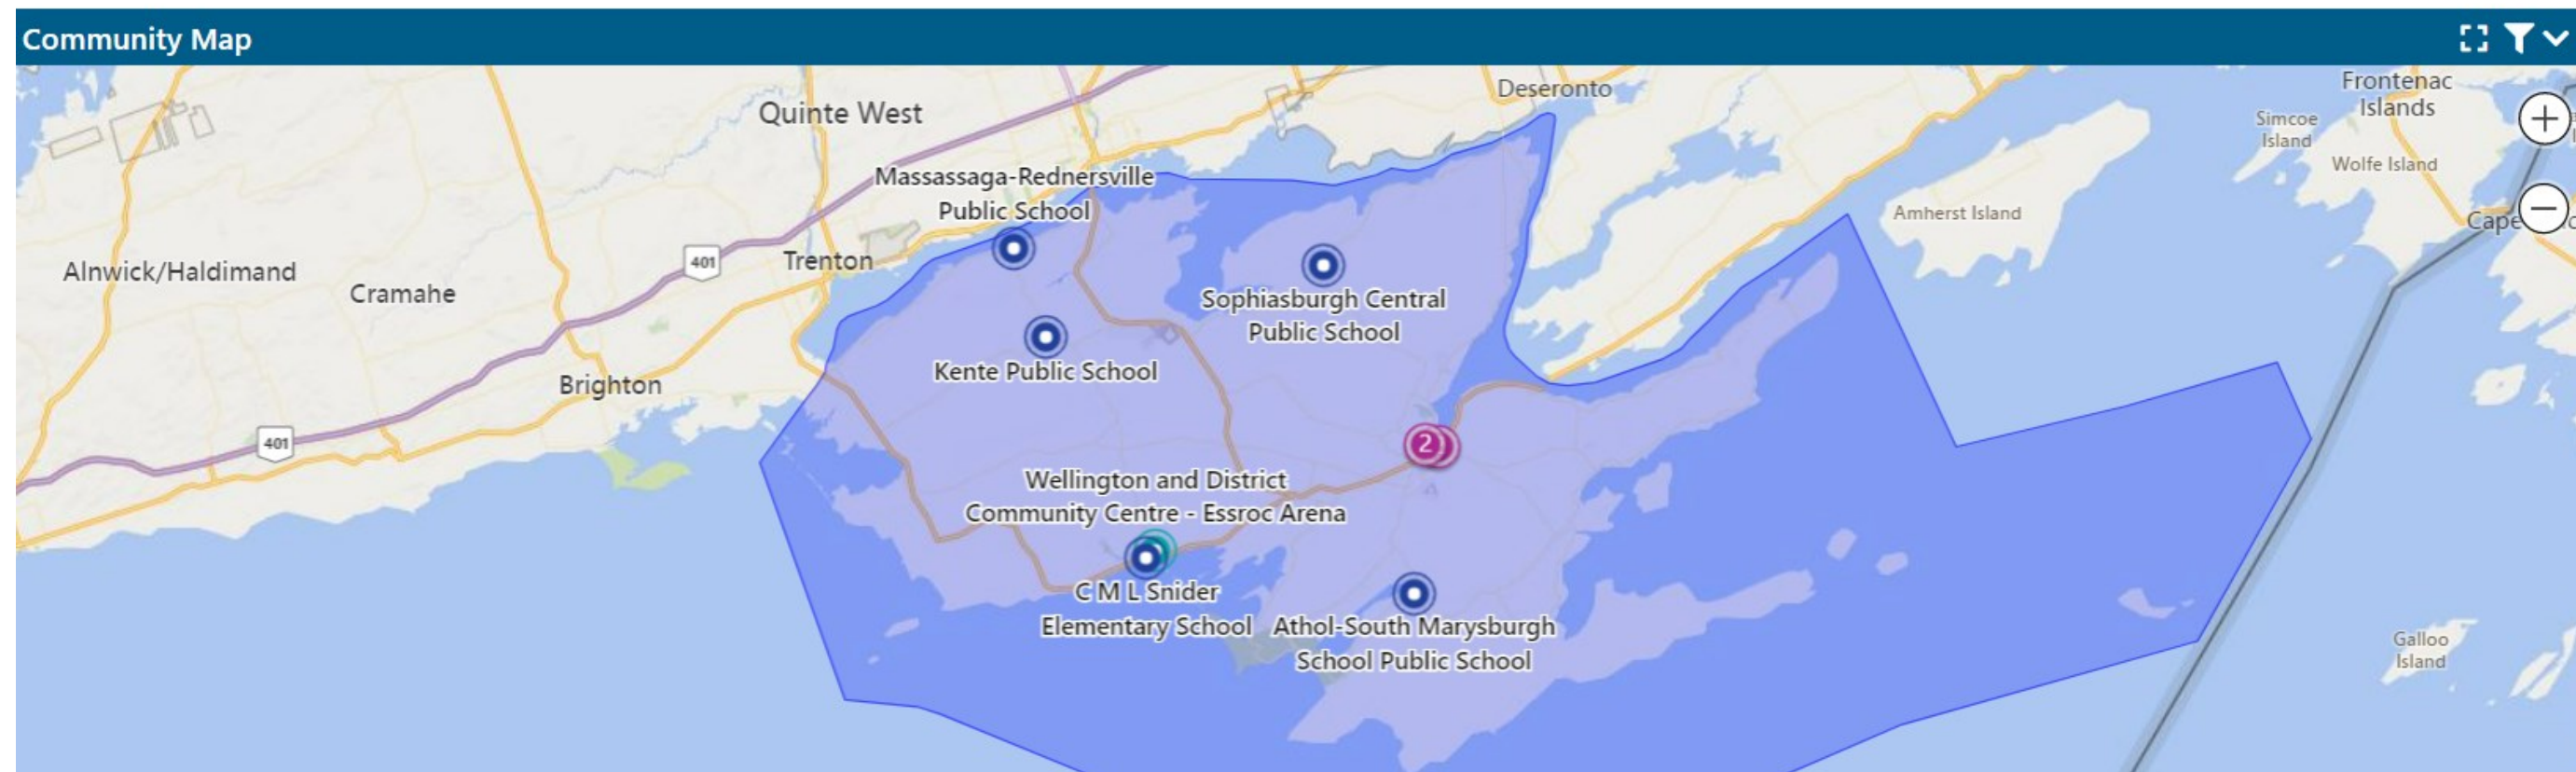 Community Map
Deseronto
Frontenac
Islands
Quinte West
Simcoe
Island
Wolfe Island
Massassaga-Rednersville
Public School
Amherst Island
401
Trenton
Alnwick/Haldimand
Cramahe
Sophiasburgh Central
Public School
Kente Public School
Brighton
401
2
Wellington and District
Community Centre - Essroc Arena
C M L Snider
Elementary School
Athol-South Marysburgh
School Public School
Galloo
Island